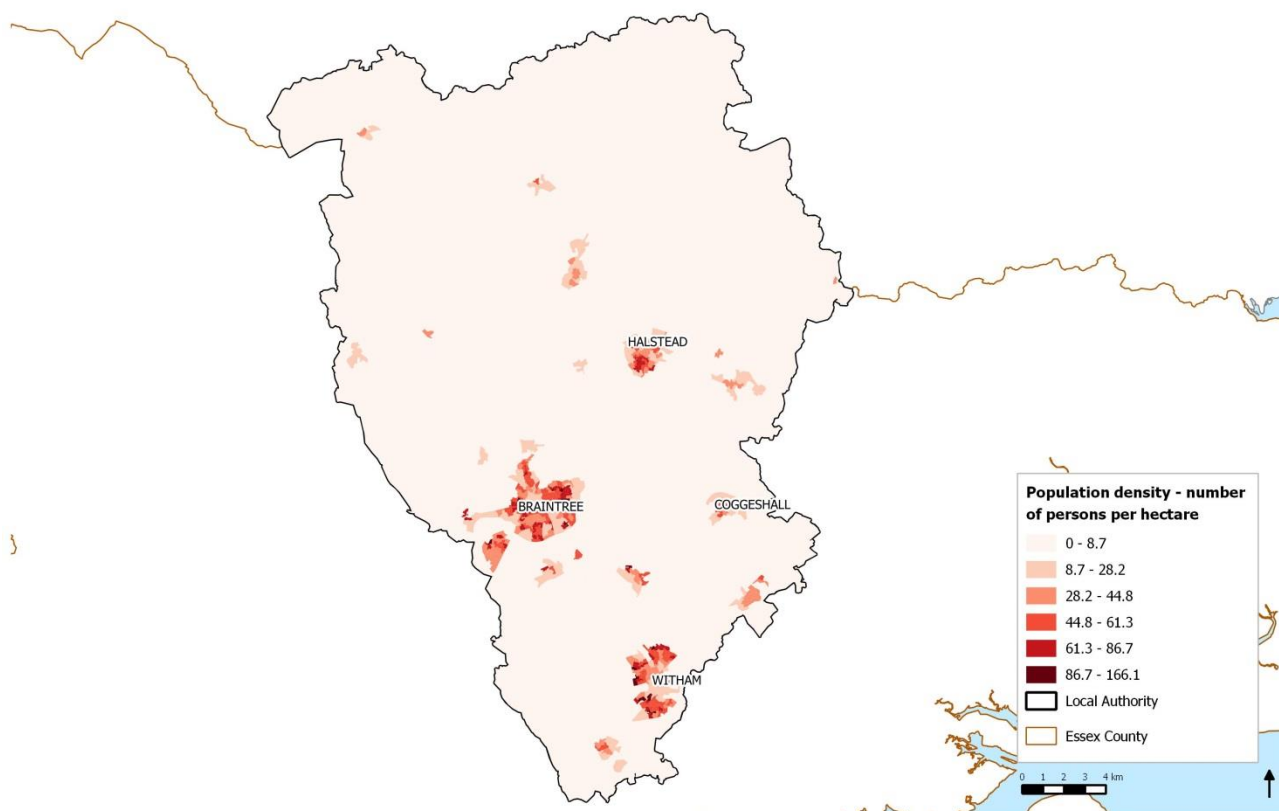 HALSTEAD
BRAINTREE
COGGESHALL
WITHAM
Population density - number
of persons per hectare
0 - 8.7
8.7 - 28.2
28.2 - 44.8
44.8 - 61.3
61.3 - 86.7
86.7 - 166.1
Local Authority
Essex County
0 1 2 3 4 km